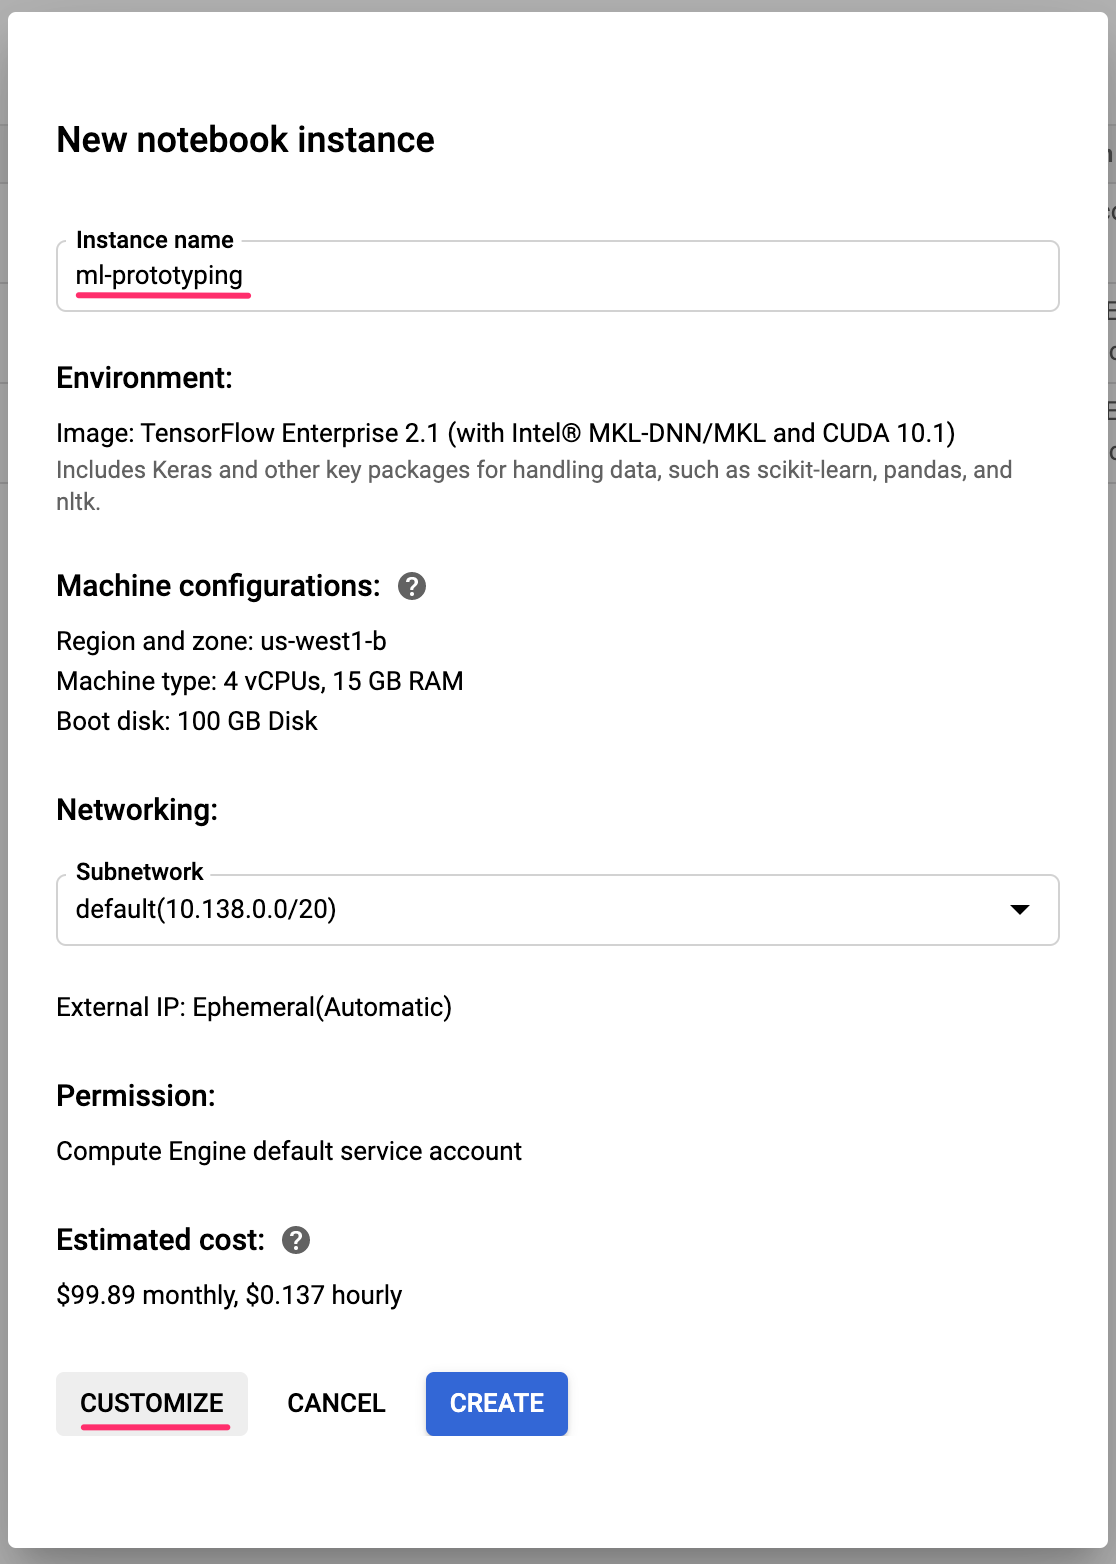 New notebook instance
Instance name
ml-prototyping
Environment:
Image: TensorFlow Enterprise 2.1 (with Intel® MKL-DNN/MKL and CUDA 10.1)
Includes Keras and other key packages for handling data, such as scikit-learn, pandas, and
nltk.
Machine configurations:
Region and zone: us-west1-b
Machine type: 4 vCPUs, 15 GB RAM
Boot disk: 100 GB Disk
Networking:
Subnetwork
default(10.138.0.0/20)
External IP: Ephemeral(Automatic)
Permission:
Compute Engine default service account
Estimated cost:
$99.89 monthly, $0.137 hourly
CUSTOMIZE CANCEL CREATE